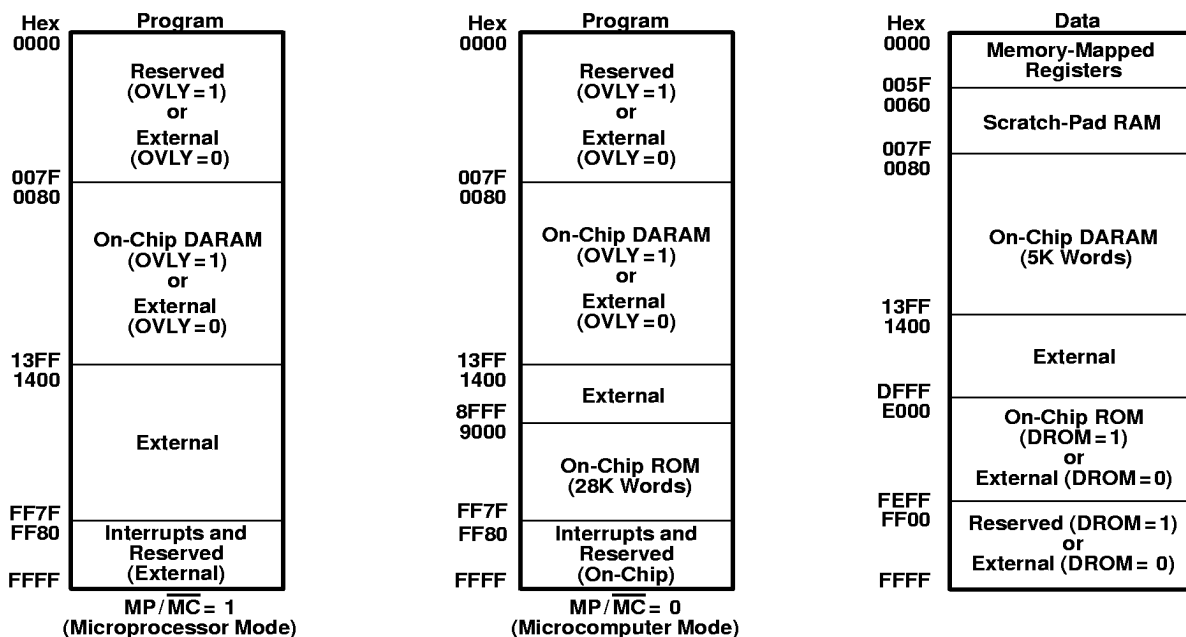 Hex Program
0000
Reserved
(OVLY = 1)
or
External
(OVLY = 0)
007F
0080
On-Chip DARAM
(OVLY = 1)
or
External
(OVLY = 0)
13FF
1400
External
FF7F
FF80
Interrupts and
Reserved
(External)
FFFF
MP/MC = 1
(Microprocessor Mode)
Hex Program
0000
Reserved
(OVLY = 1)
or
External
(OVLY = 0)
007F
0080
On-Chip DARAM
(OVLY = 1)
or
External
(OVLY = 0)
13FF
1400
External
8FFF
9000
On-Chip ROM
(28K Words)
FF7F
FF80
Interrupts and
Reserved
(On-Chip)
FFFF
MP/MC = 0
(Microcomputer Mode)
Hex Data
0000
Memory-Mapped
Registers
005F
0060
Scratch-Pad RAM
007F
0080
On-Chip DARAM
(5K Words)
13FF
1400
External
DFFF
E000
On-Chip ROM
(DROM = 1)
or
External (DROM = 0)
FEFF
FF00
Reserved (DROM = 1)
or
External (DROM = 0)
FFFF